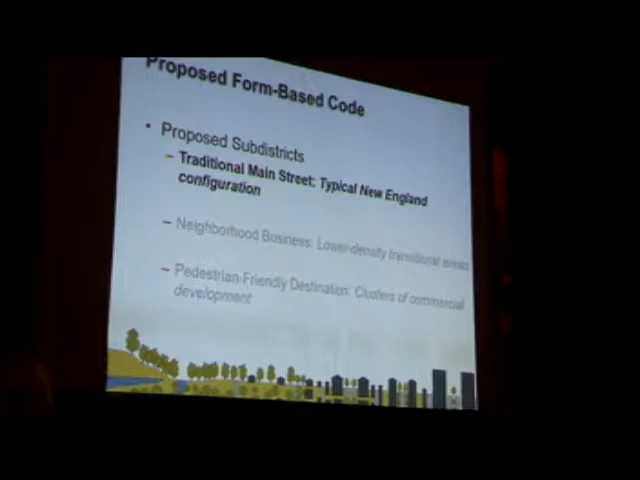 Proposed Form-Based Code
• Proposed Subdistricts
– Traditional Main Street: Typical New England
configuration
– Neighborhood Business: Lower-density transitional areas
– Pedestrian-Friendly Destination: Clusters of commercial
development